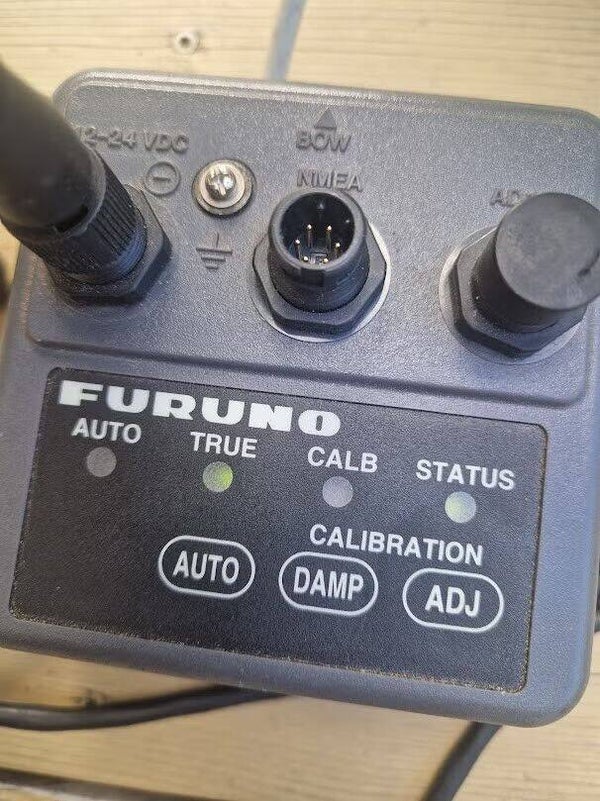 12-24 VDC
BOW
NMEA
FURUNO
AUTO
TRUE
CALB
STATUS
CALIBRATION
AUTO
DAMP
ADJ